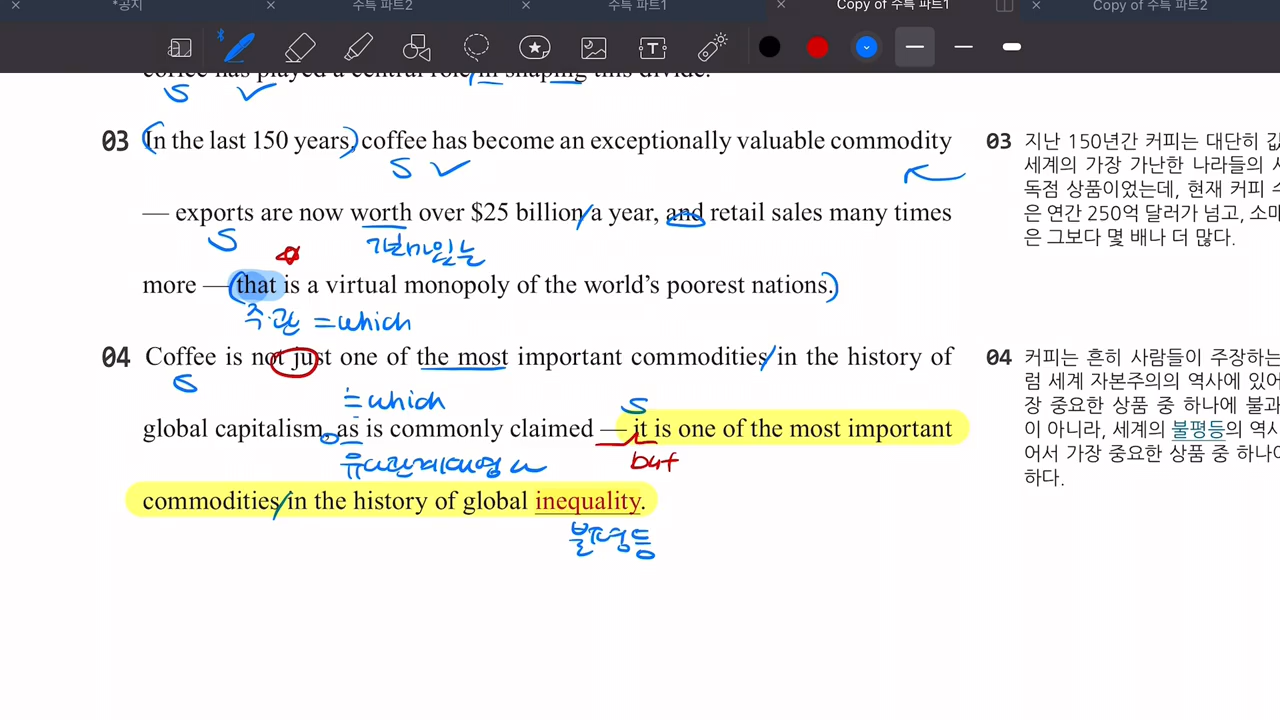 *공지
수특 파트2
수특 파트1
Copy of 수특 파트1
Copy of 수특 파트2
coffee has played a central role in shaping this divide.
S
03 In the last 150 years, coffee has become an exceptionally valuable commodity
S
— exports are now worth over $25 billion a year, and retail sales many times
S
more — that is a virtual monopoly of the world's poorest nations.
주·관 = which
04 Coffee is not just one of the most important commodities in the history of
S
= which S
global capitalism, as is commonly claimed — it is one of the most important
but
commodities in the history of global inequality.
불평등
03 지난 150년간 커피는 대단히 값
세계의 가장 가난한 나라들의 사
독점 상품이었는데, 현재 커피 수
은 연간 250억 달러가 넘고, 소매
은 그보다 몇 배나 더 많다.
04 커피는 흔히 사람들이 주장하는
럼 세계 자본주의의 역사에 있어
장 중요한 상품 중 하나에 불과
이 아니라, 세계의 불평등의 역사
어서 가장 중요한 상품 중 하나이
하다.